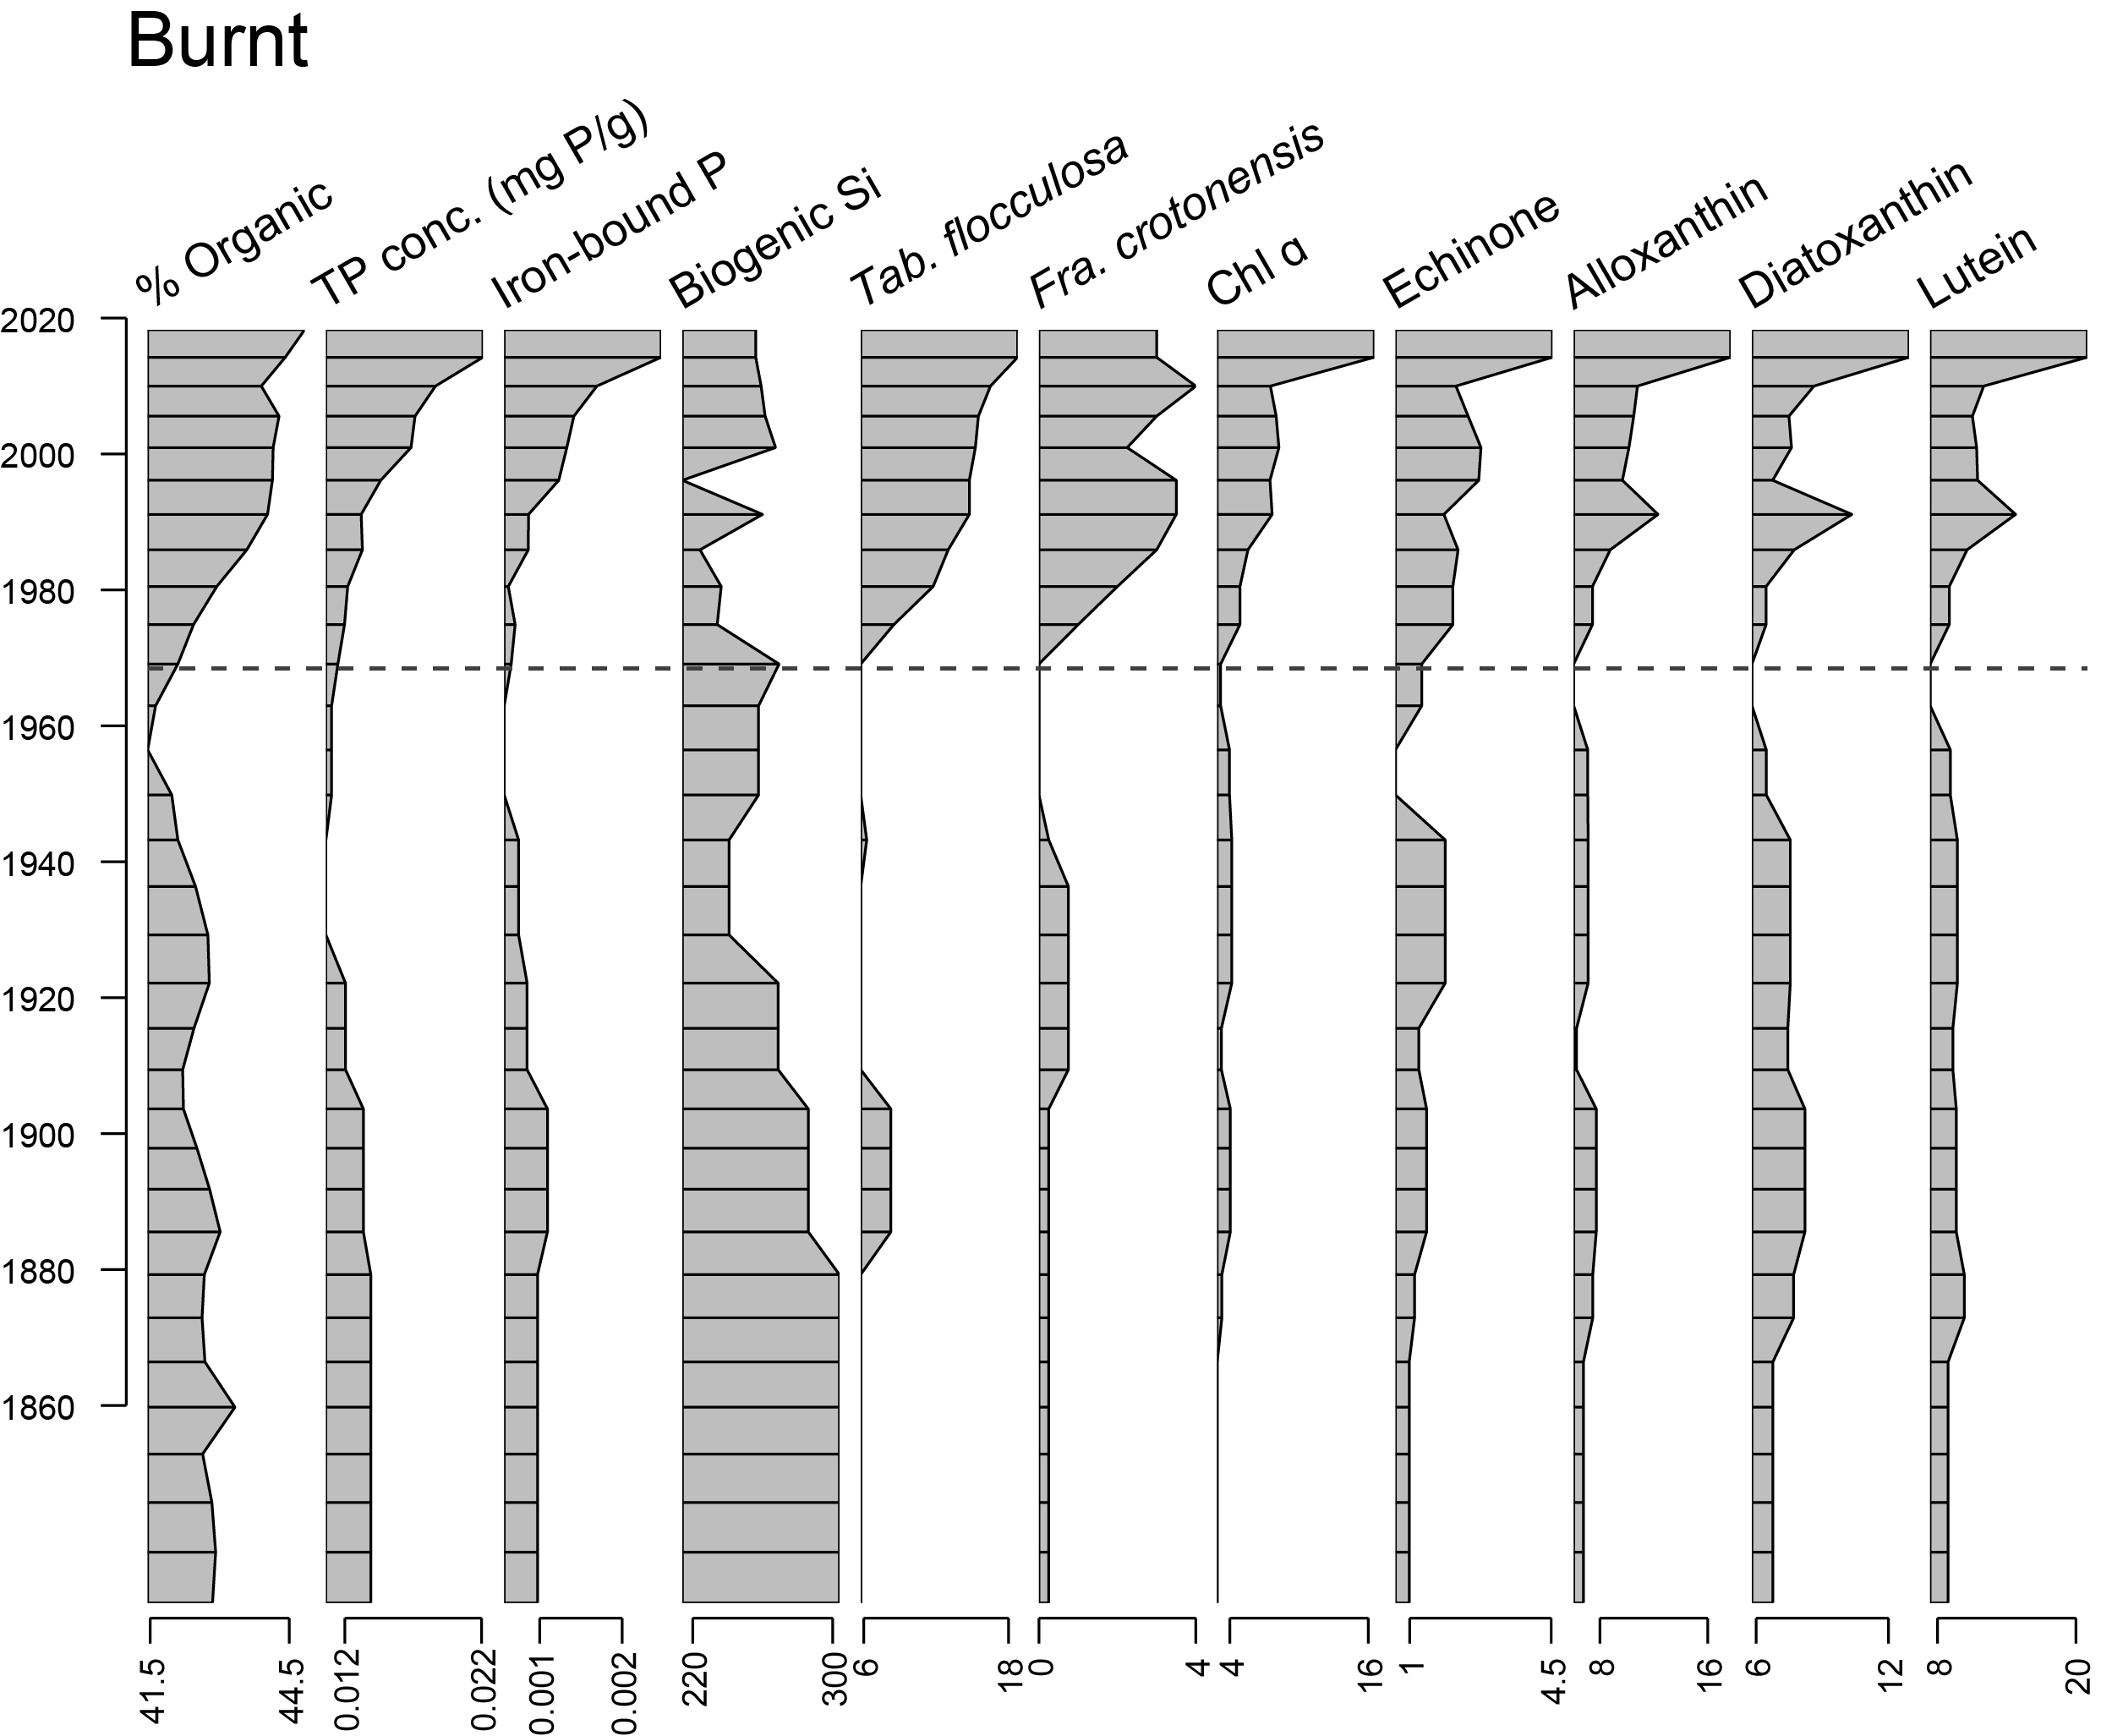 Burnt
% Organic
TP conc. (mg P/g)
Iron-bound P
Biogenic Si
Tab. flocculosa
Fra. crotonensis
Chl a
Echinone
Alloxanthin
Diatoxanthin
Lutein
2020
2000
1980
1960
1940
1920
1900
1880
1860
41.5 44.5 0.012 0.022 0.001 0.002 220 300 6 18 0 4 4 16 1 4.5 8 16 6 12 8 20